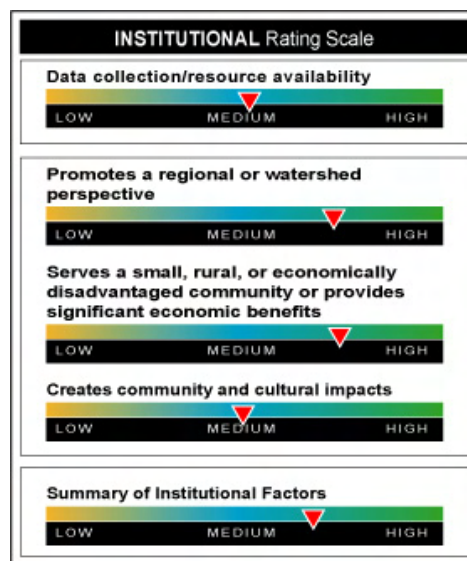 INSTITUTIONAL Rating Scale
Data collection/resource availability
LOW MEDIUM HIGH
Promotes a regional or watershed
perspective
LOW MEDIUM HIGH
Serves a small, rural, or economically
disadvantaged community or provides
significant economic benefits
LOW MEDIUM HIGH
Creates community and cultural impacts
LOW MEDIUM HIGH
Summary of Institutional Factors
LOW MEDIUM HIGH